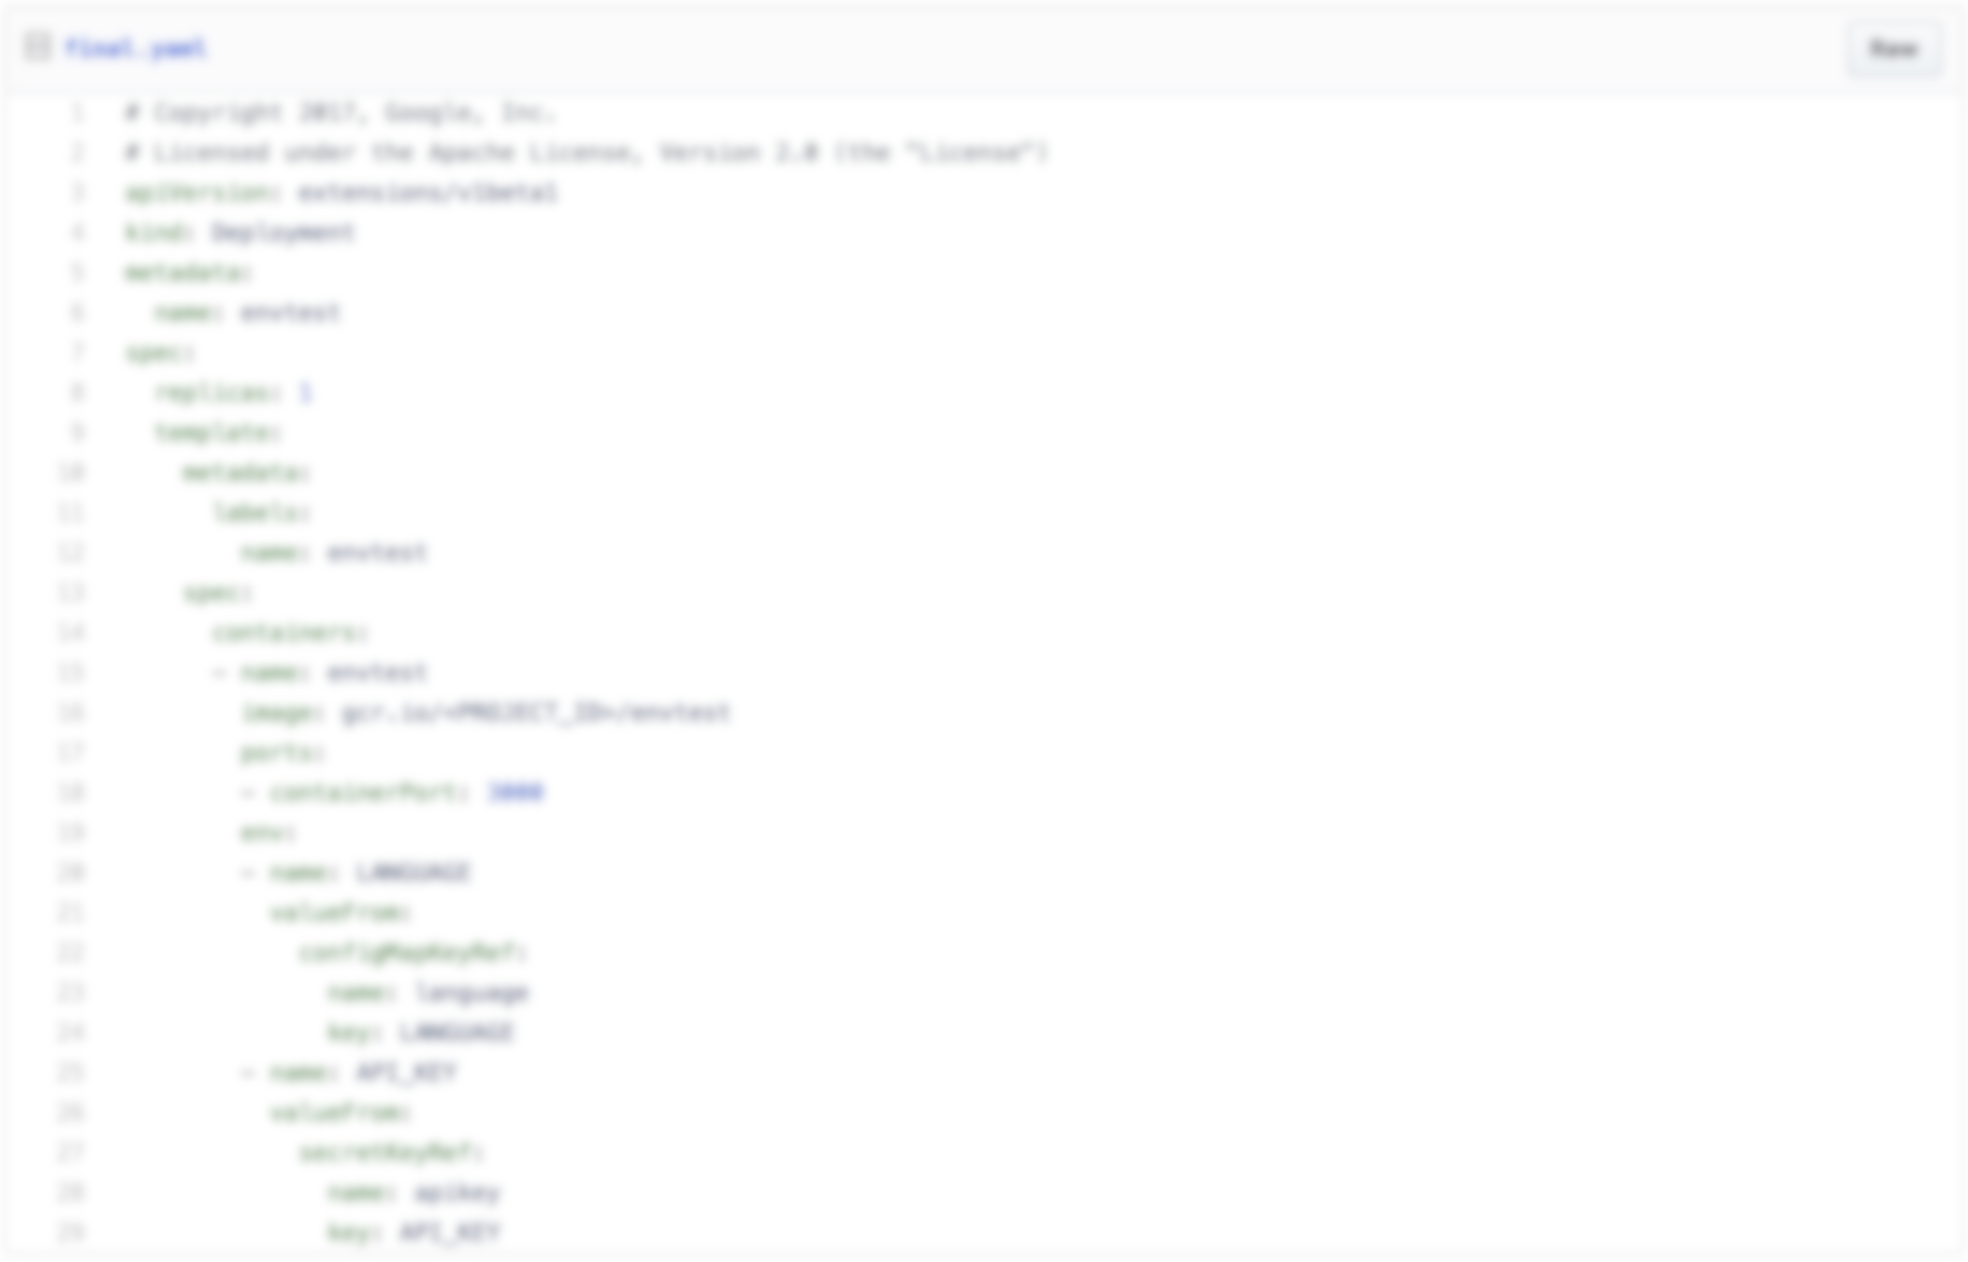 final.yaml
Raw
1 # Copyright 2017, Google, Inc.
2 # Licensed under the Apache License, Version 2.0 (the "License")
3 apiVersion: extensions/v1beta1
4 kind: Deployment
5 metadata:
6   name: envtest
7 spec:
8   replicas: 1
9   template:
10     metadata:
11       labels:
12         name: envtest
13     spec:
14       containers:
15       - name: envtest
16         image: gcr.io/<PROJECT_ID>/envtest
17         ports:
18         - containerPort: 3000
19         env:
20         - name: LANGUAGE
21           valueFrom:
22             configMapKeyRef:
23               name: language
24               key: LANGUAGE
25         - name: API_KEY
26           valueFrom:
27             secretKeyRef:
28               name: apikey
29               key: API_KEY